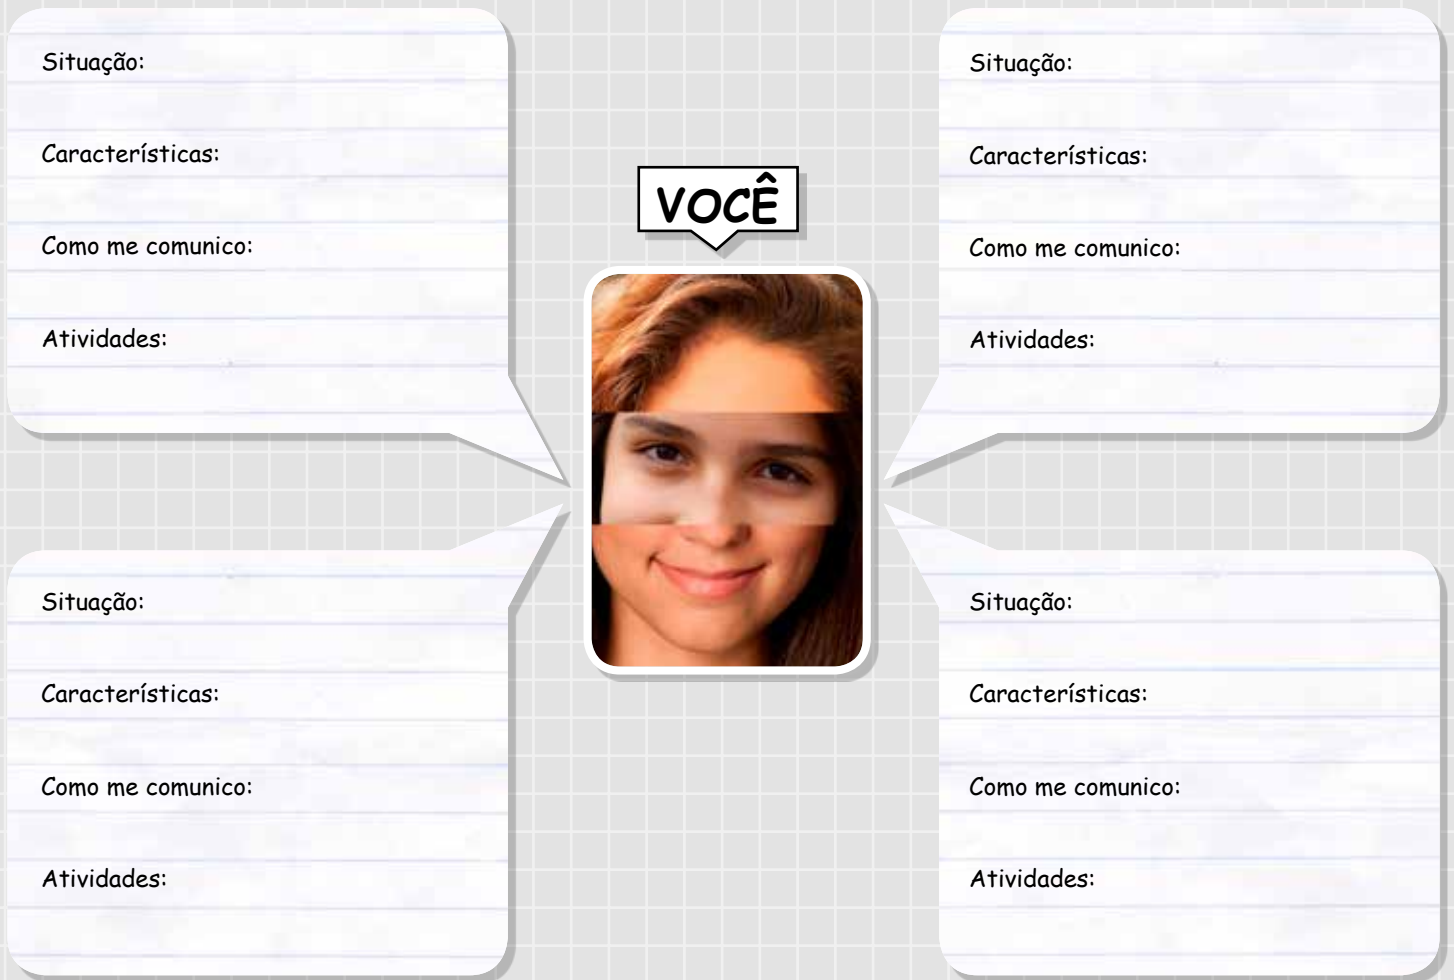 Situação:
Características:
Como me comunico:
Atividades:
VOCÊ
Situação:
Características:
Como me comunico:
Atividades:
Situação:
Características:
Como me comunico:
Atividades:
Situação:
Características:
Como me comunico:
Atividades: